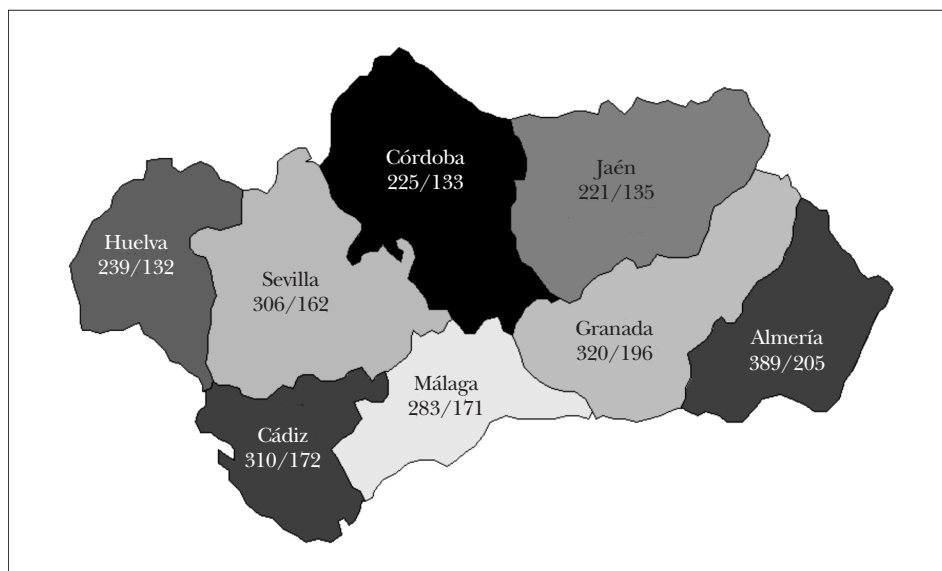 Córdoba
225/133
Jaén
221/135
Huelva
239/132
Sevilla
306/162
Granada
320/196
Almería
389/205
Málaga
283/171
Cádiz
310/172